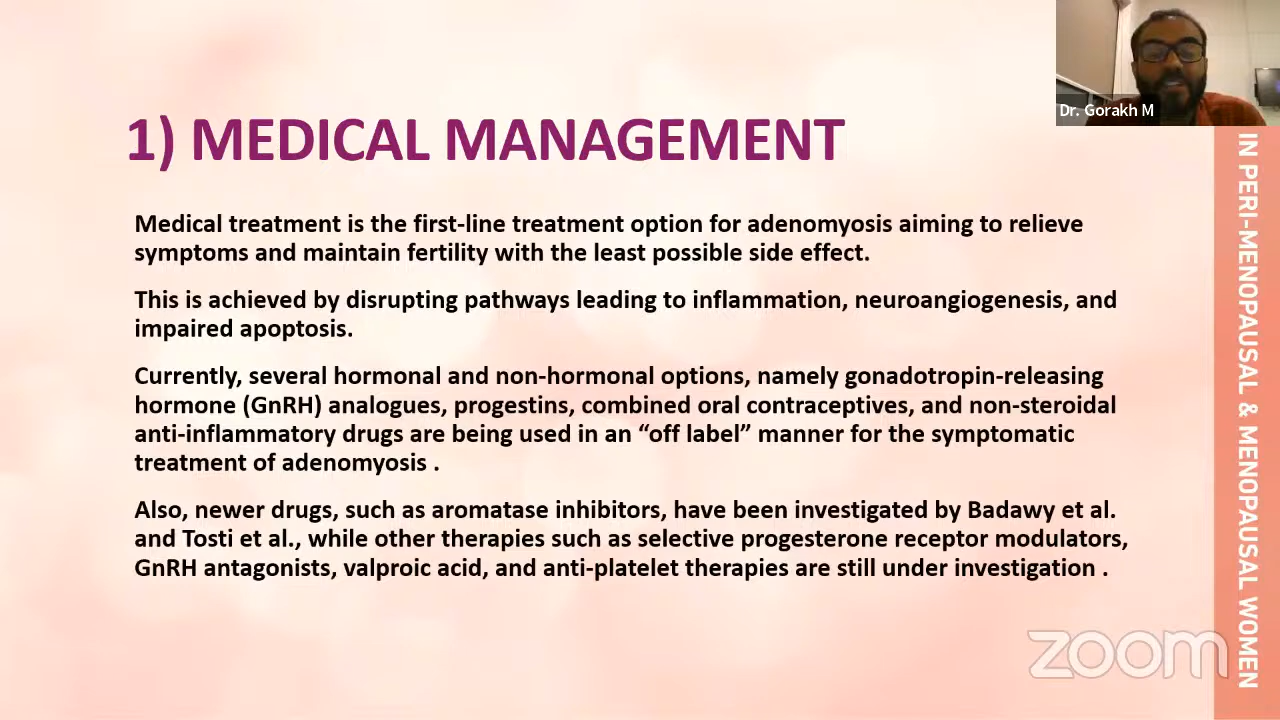 Dr. Gorakh M
1) MEDICAL MANAGEMENT
Medical treatment is the first-line treatment option for adenomyosis aiming to relieve
symptoms and maintain fertility with the least possible side effect.
This is achieved by disrupting pathways leading to inflammation, neuroangiogenesis, and
impaired apoptosis.
Currently, several hormonal and non-hormonal options, namely gonadotropin-releasing
hormone (GnRH) analogues, progestins, combined oral contraceptives, and non-steroidal
anti-inflammatory drugs are being used in an “off label” manner for the symptomatic
treatment of adenomyosis .
Also, newer drugs, such as aromatase inhibitors, have been investigated by Badawy et al.
and Tosti et al., while other therapies such as selective progesterone receptor modulators,
GnRH antagonists, valproic acid, and anti-platelet therapies are still under investigation .
IN PERI-MENOPAUSAL & MENOPAUSAL WOMEN
zoom